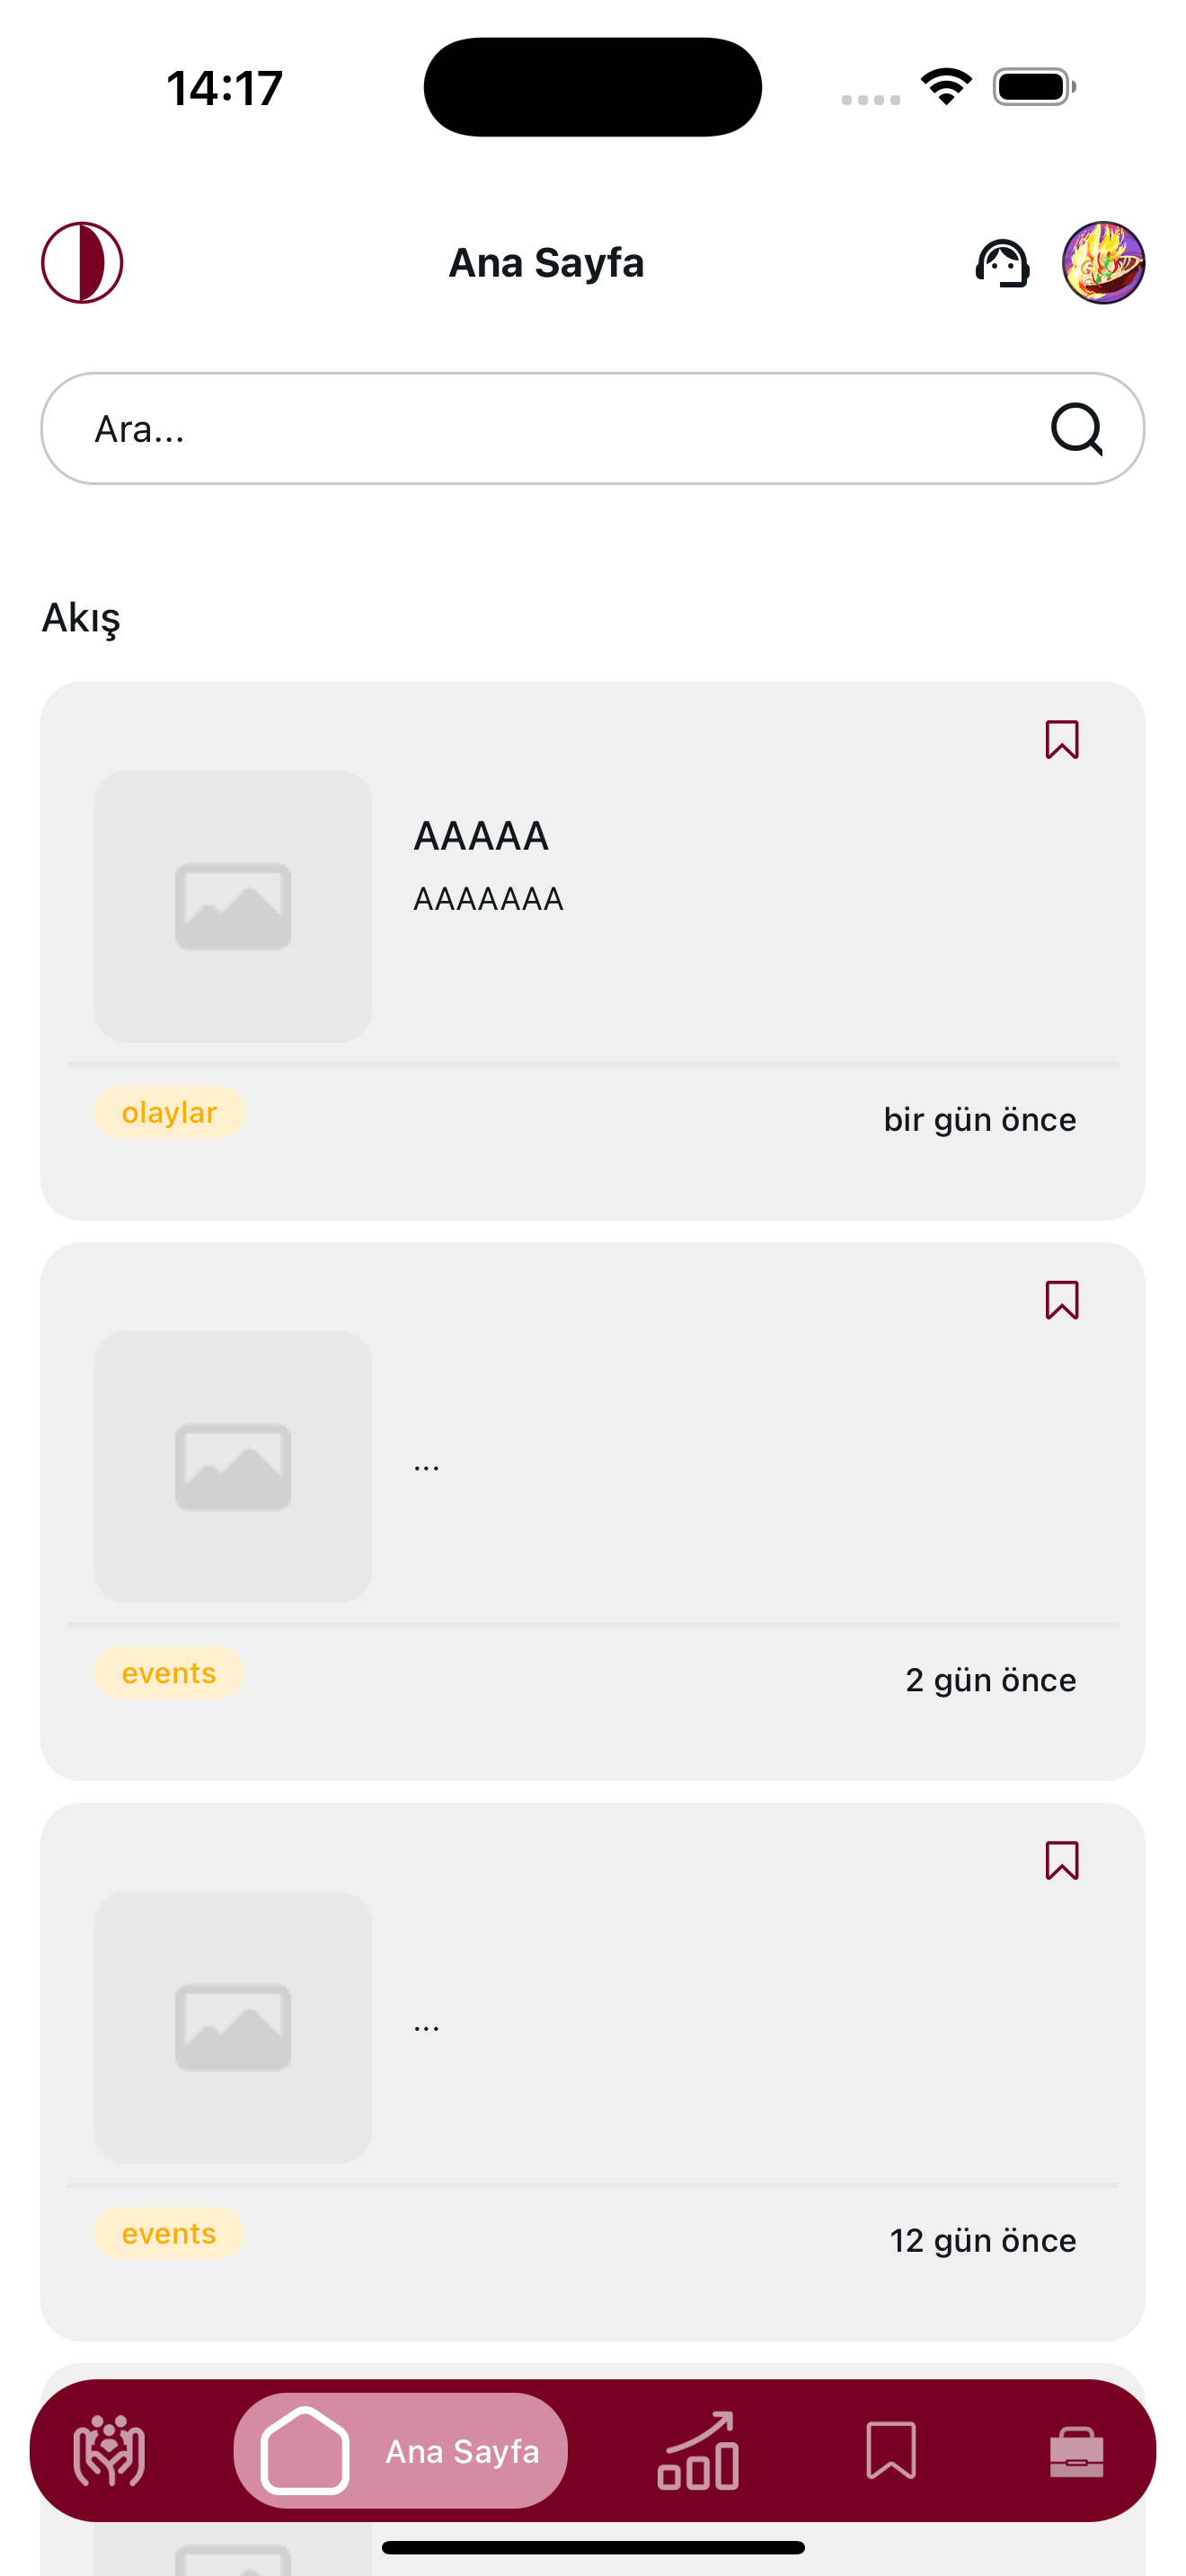 14:17
Ana Sayfa
Ara...
Akış
AAAAA
AAAAAAA
olaylar
bir gün önce
...
events
2 gün önce
...
events
12 gün önce
Ana Sayfa